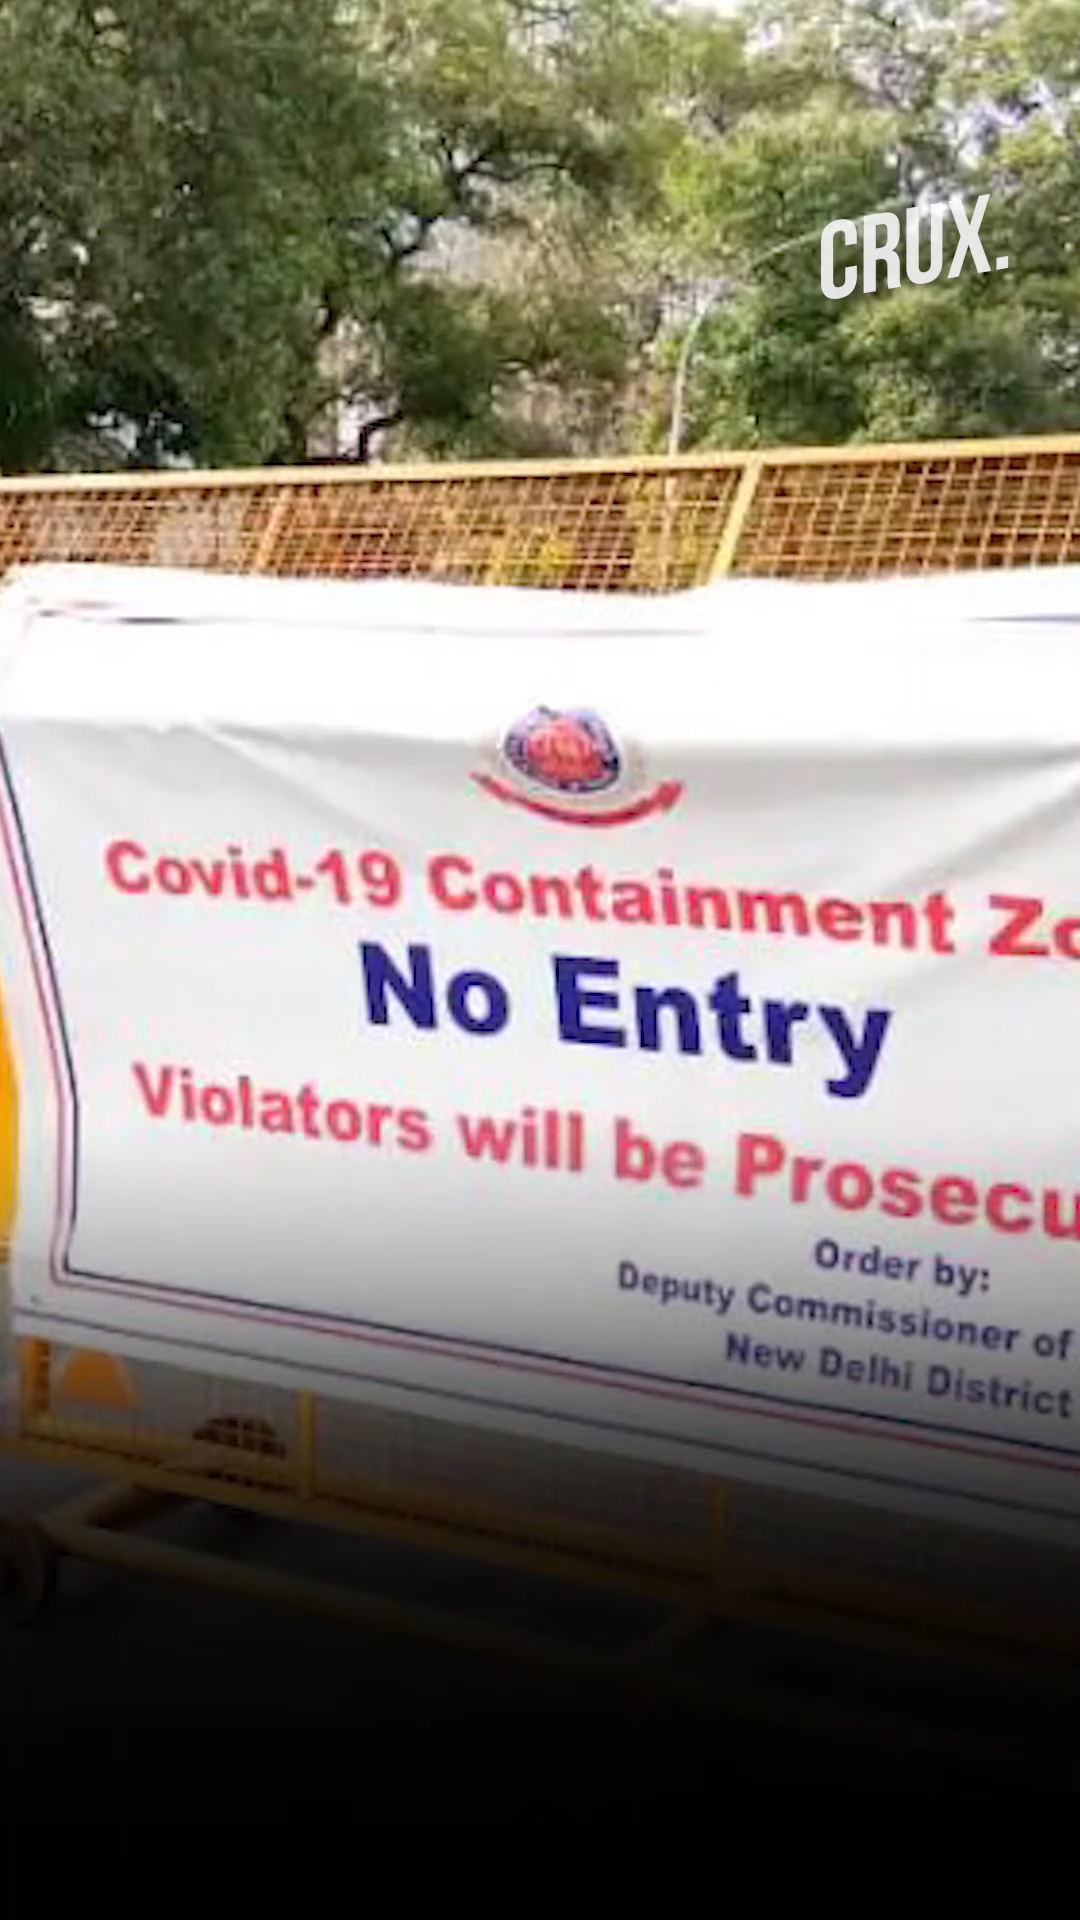 CRUX.
Covid-19 Containment Zo
No Entry
Violators will be Prosecu
Order by:
Deputy Commissioner of
New Delhi District